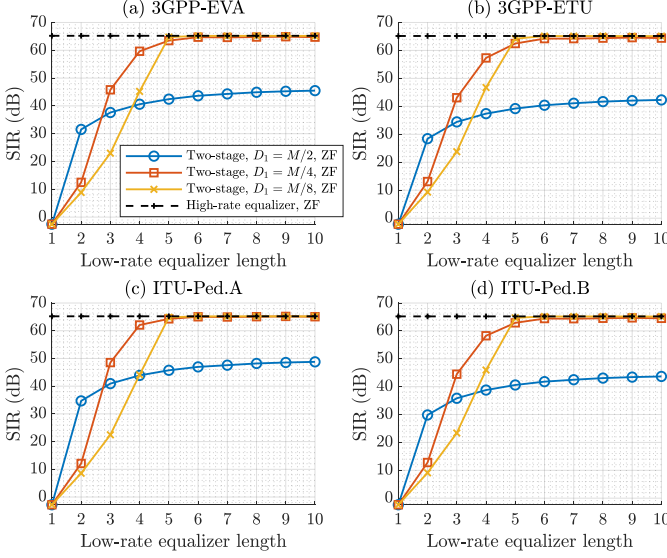 (a) 3GPP-EVA
70
60
50
40
30
20
10
0
SIR (dB)
Two-stage, D₁ = M/2, ZF
Two-stage, D₁ = M/4, ZF
Two-stage, D₁ = M/8, ZF
High-rate equalizer, ZF
1 2 3 4 5 6 7 8 9 10
Low-rate equalizer length
(b) 3GPP-ETU
70
60
50
40
30
20
10
0
SIR (dB)
1 2 3 4 5 6 7 8 9 10
Low-rate equalizer length
(c) ITU-Ped.A
70
60
50
40
30
20
10
0
SIR (dB)
1 2 3 4 5 6 7 8 9 10
Low-rate equalizer length
(d) ITU-Ped.B
70
60
50
40
30
20
10
0
SIR (dB)
1 2 3 4 5 6 7 8 9 10
Low-rate equalizer length